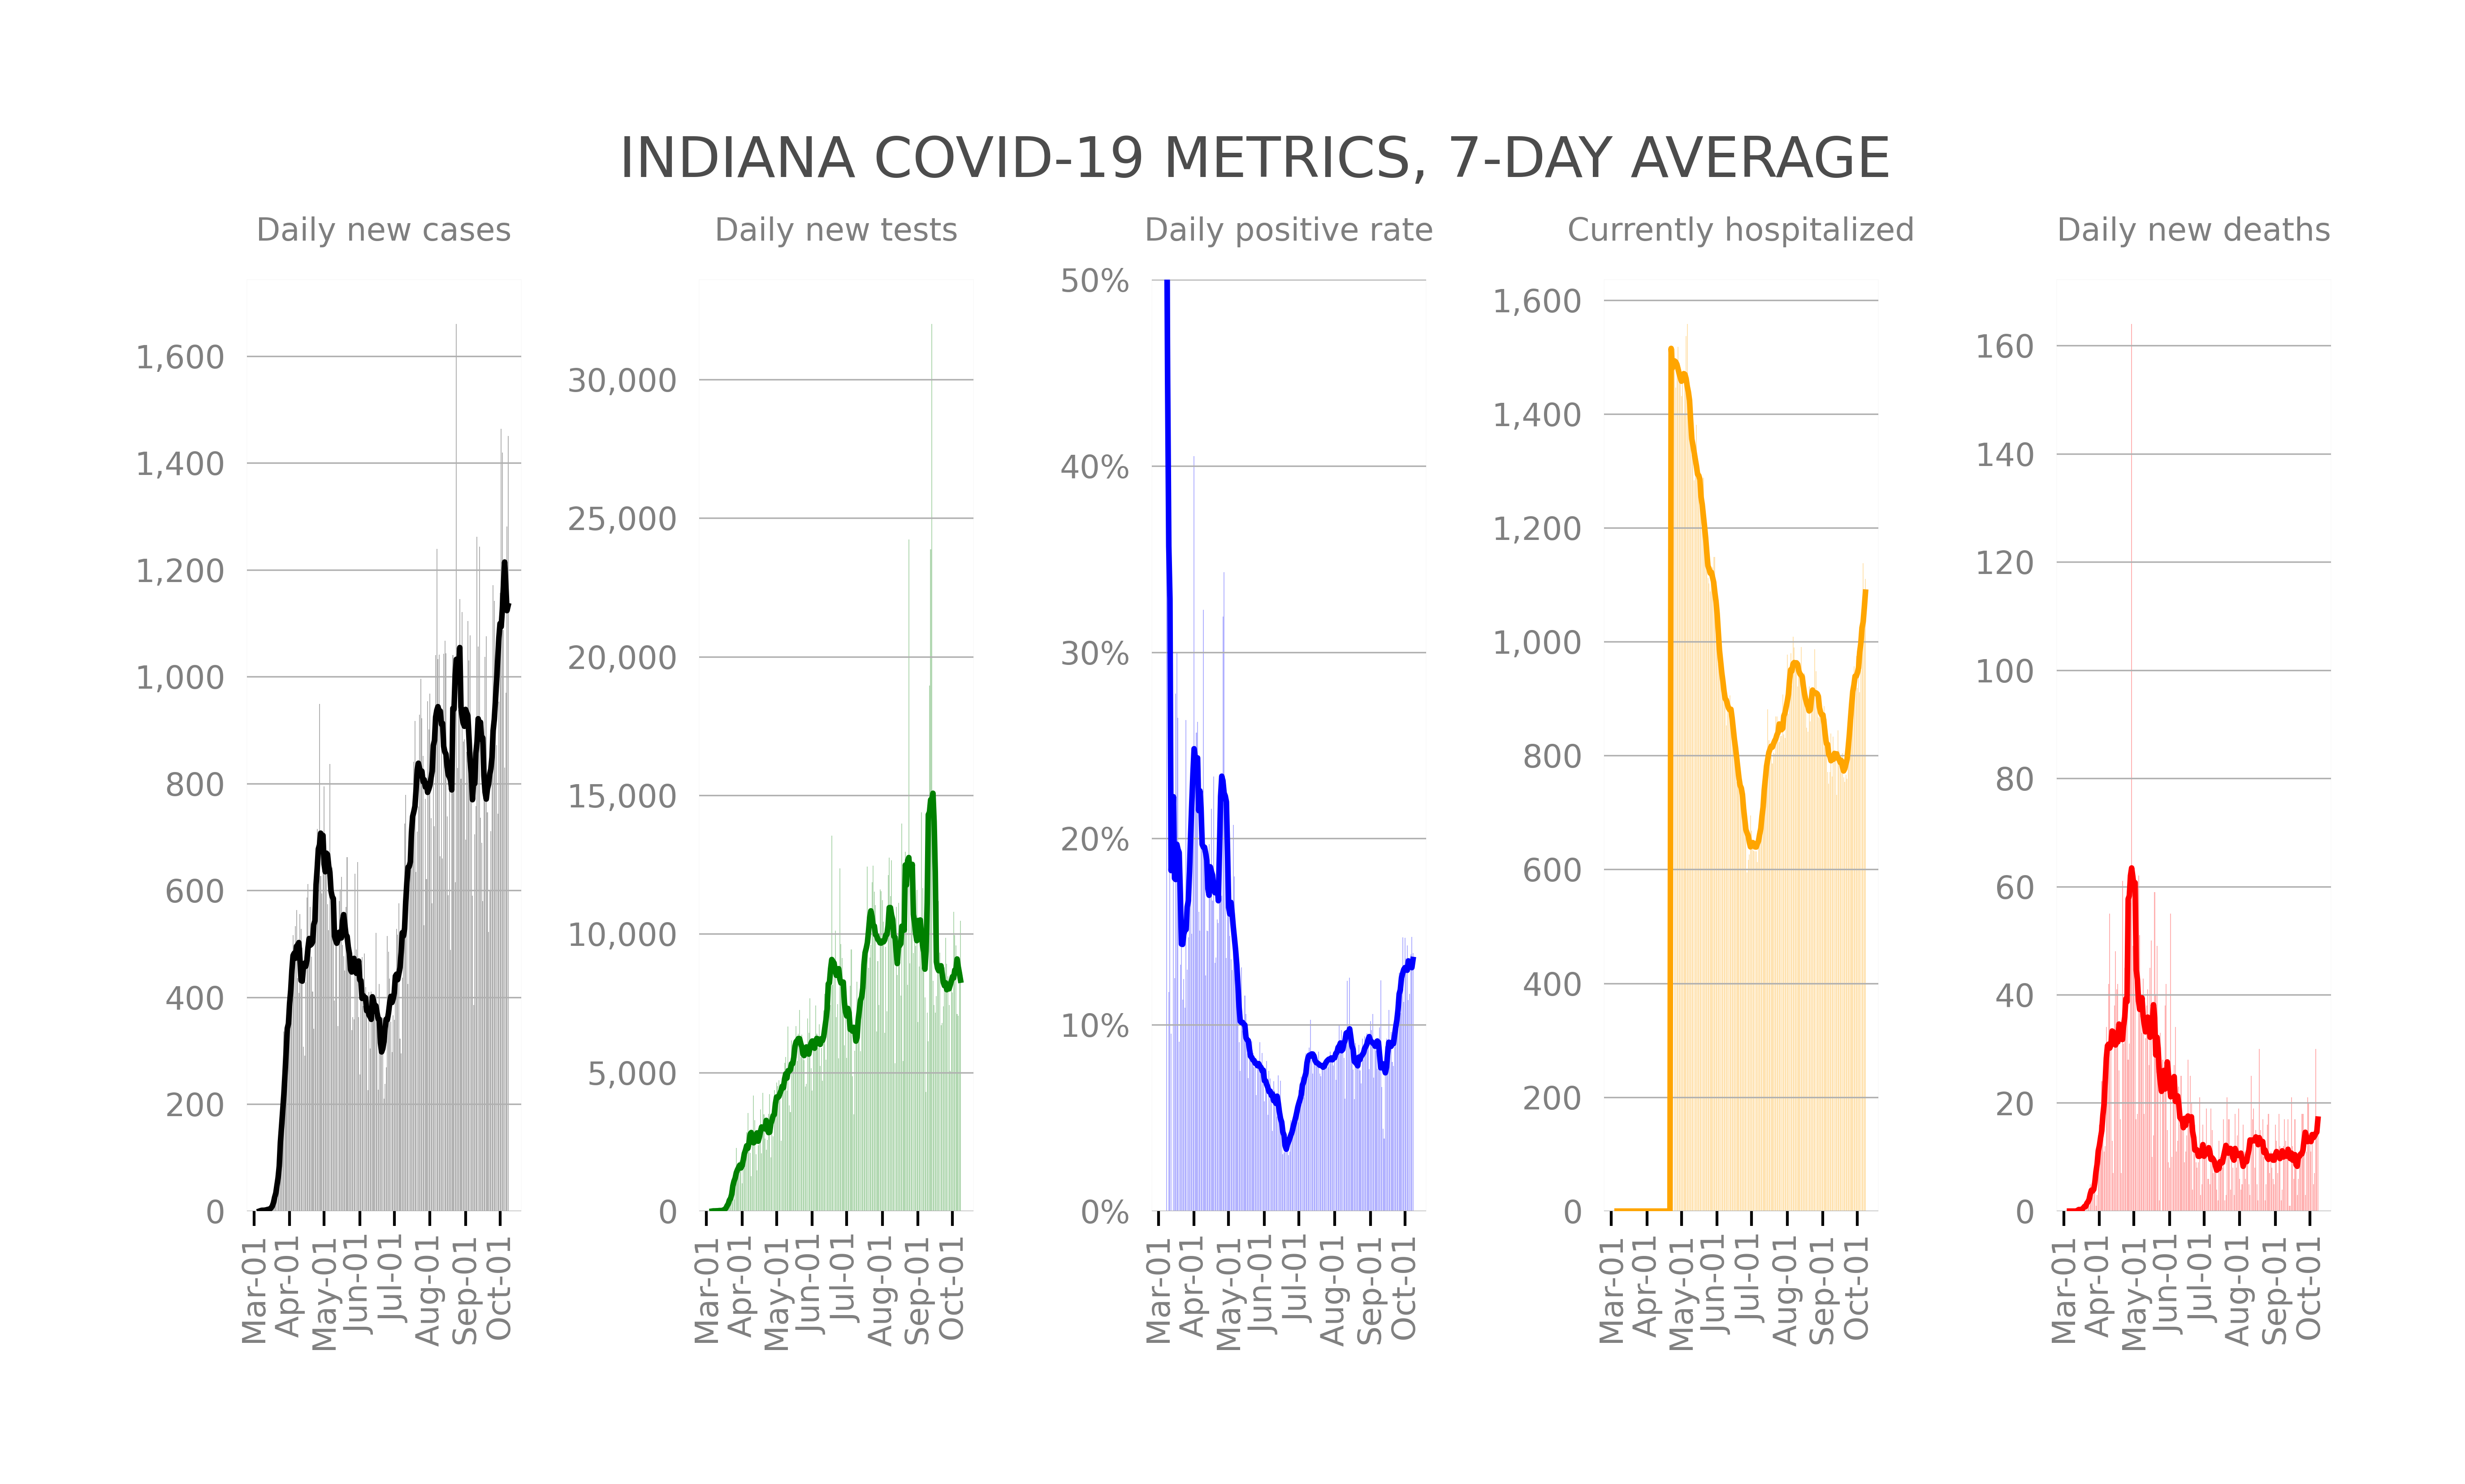 INDIANA COVID-19 METRICS, 7-DAY AVERAGE
Daily new cases
1,600
1,400
1,200
1,000
800
600
400
200
0
Mar-01
Apr-01
May-01
Jun-01
Jul-01
Aug-01
Sep-01
Oct-01
Daily new tests
30,000
25,000
20,000
15,000
10,000
5,000
0
Mar-01
Apr-01
May-01
Jun-01
Jul-01
Aug-01
Sep-01
Oct-01
Daily positive rate
50%
40%
30%
20%
10%
0%
Mar-01
Apr-01
May-01
Jun-01
Jul-01
Aug-01
Sep-01
Oct-01
Currently hospitalized
1,600
1,400
1,200
1,000
800
600
400
200
0
Mar-01
Apr-01
May-01
Jun-01
Jul-01
Aug-01
Sep-01
Oct-01
Daily new deaths
160
140
120
100
80
60
40
20
0
Mar-01
Apr-01
May-01
Jun-01
Jul-01
Aug-01
Sep-01
Oct-01